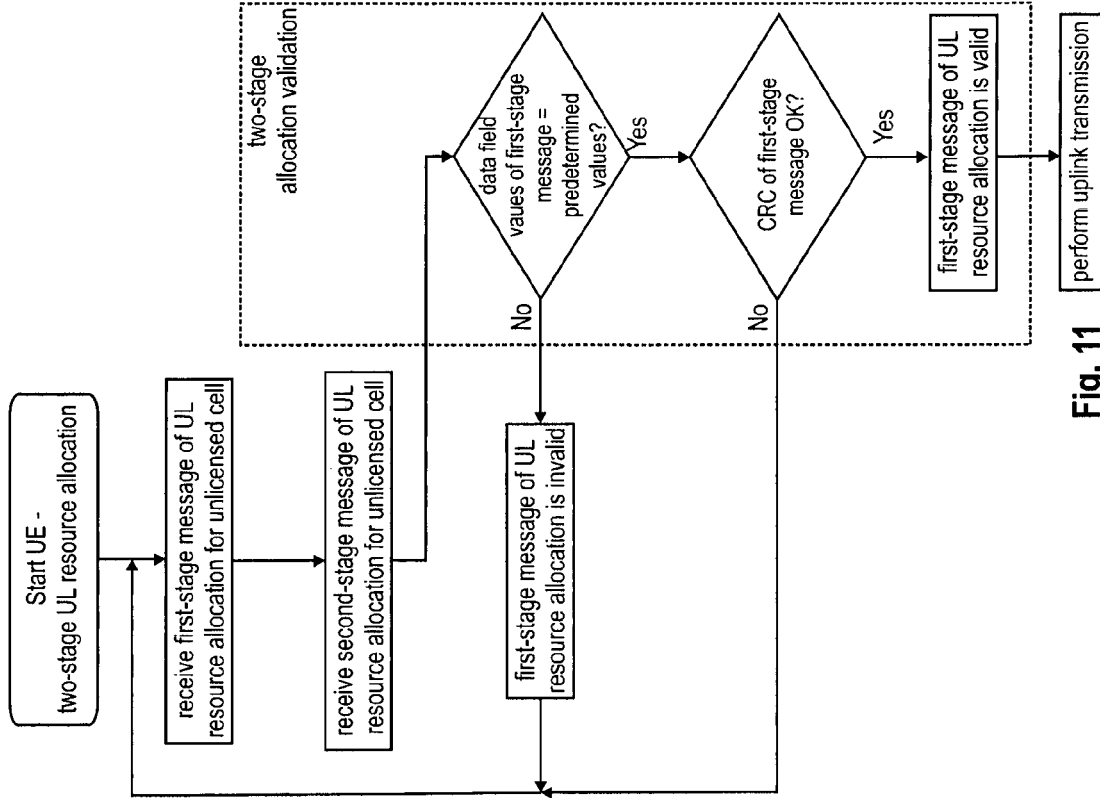 Start UE -
two-stage UL resource allocation
receive first-stage message of UL
resource allocation for unlicensed cell
receive second-stage message of UL
resource allocation for unlicensed cell
two-stage
allocation validation
data field
vaues of first-stage
message =
predetermined
values?
No
Yes
first-stage message of UL
resource allocation is invalid
CRC of first-stage
message OK?
No
Yes
first-stage message of UL
resource allocation is valid
perform uplink transmission
Fig. 11